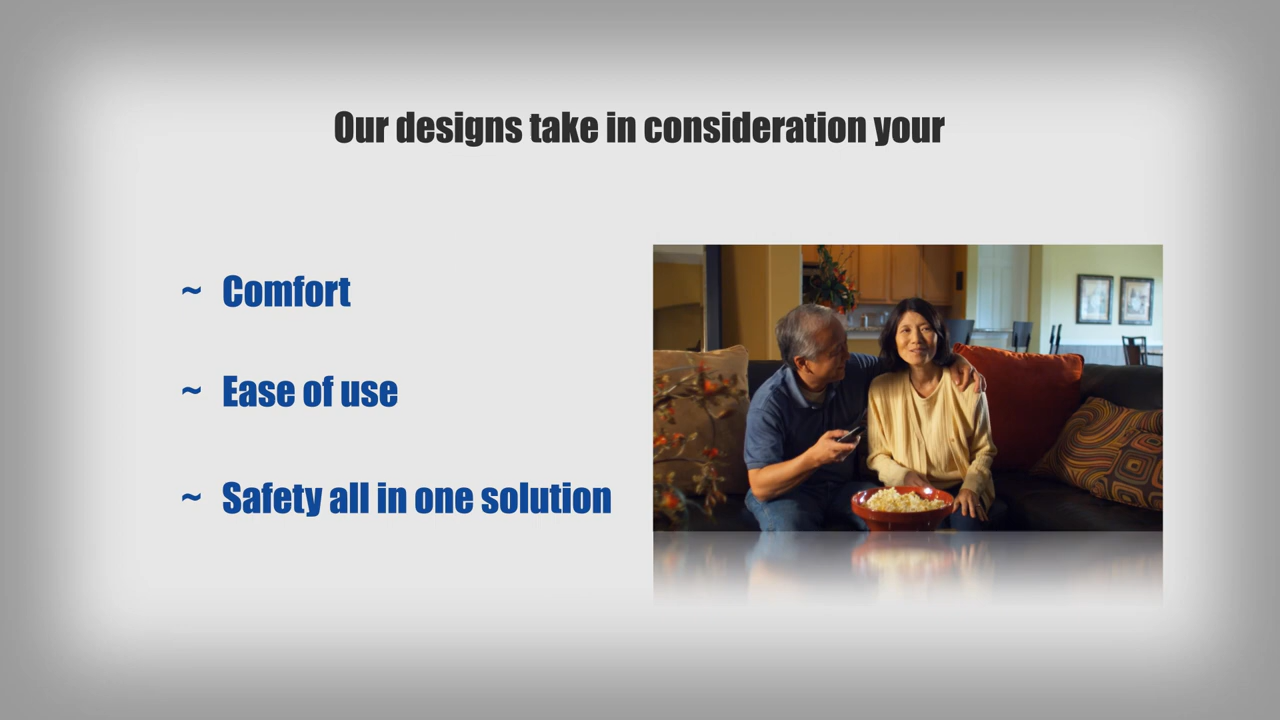 Our designs take in consideration your
~ Comfort
~ Ease of use
~ Safety all in one solution